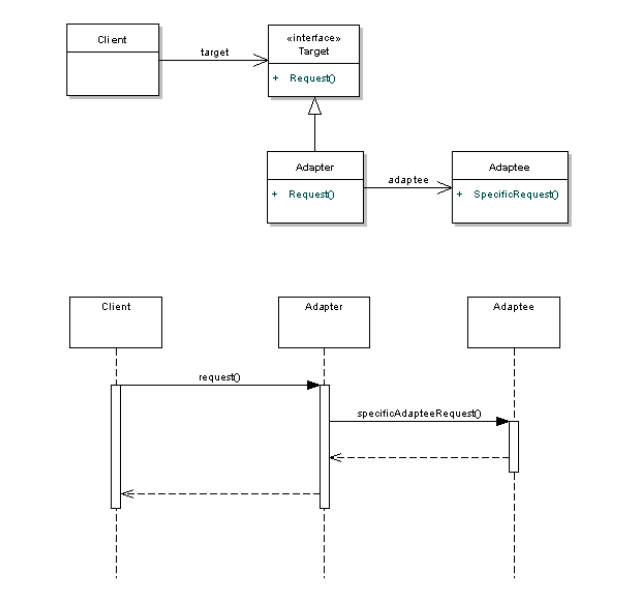 Client
target
«interface»
Target
+ Request()
Adapter
+ Request()
adaptee
Adaptee
+ SpecificRequest()
Client
Adapter
Adaptee
request()
specificAdapteeRequest()